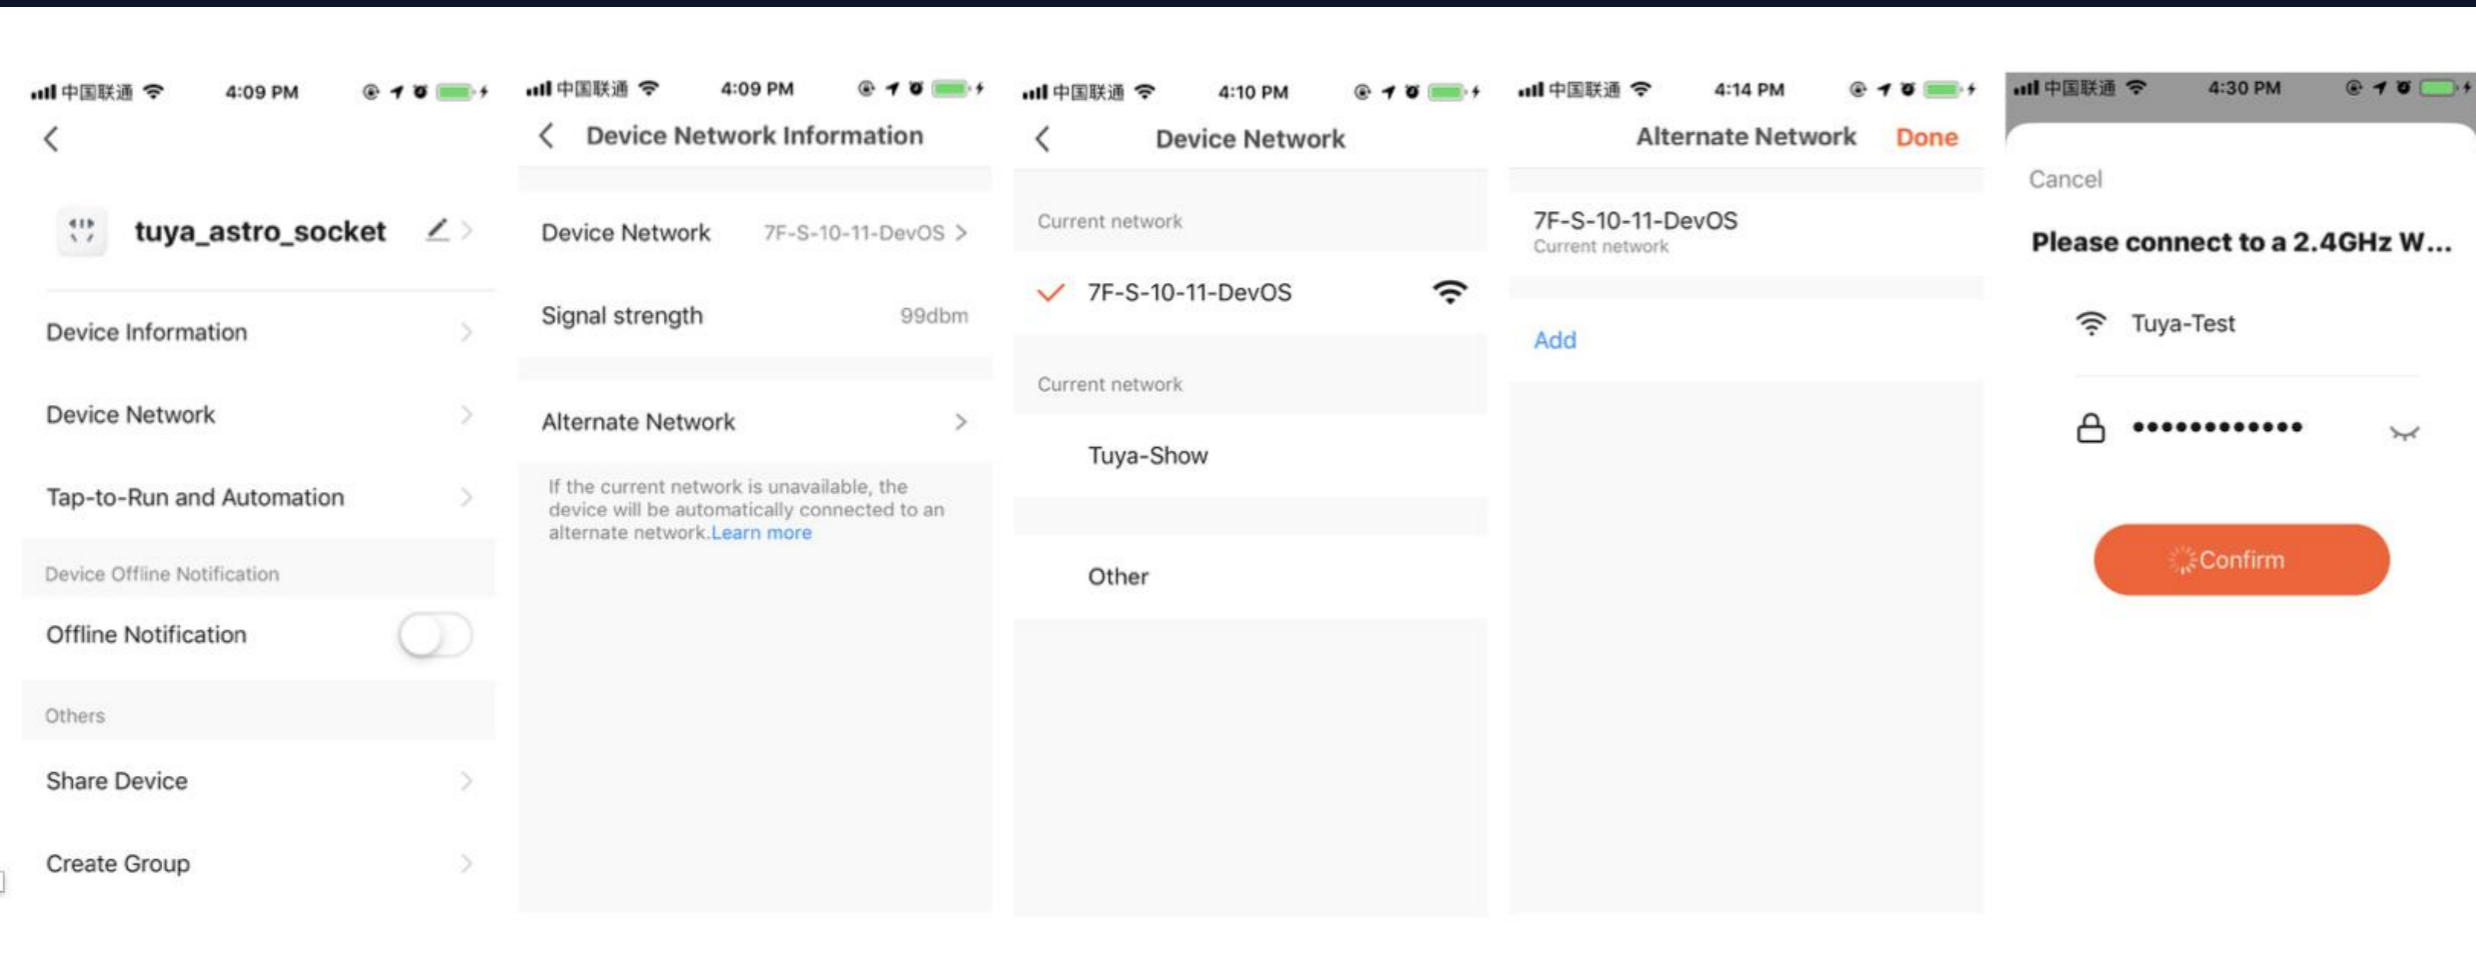 中国联通 4:09 PM
tuya_astro_socket
Device Information
Device Network
Tap-to-Run and Automation
Device Offline Notification
Offline Notification
Others
Share Device
Create Group
中国联通 4:09 PM
Device Network Information
Device Network 7F-S-10-11-DevOS
Signal strength 99dbm
Alternate Network
If the current network is unavailable, the
device will be automatically connected to an
alternate network.Learn more
中国联通 4:10 PM
Device Network
Current network
7F-S-10-11-DevOS
Current network
Tuya-Show
Other
中国联通 4:14 PM
Alternate Network Done
7F-S-10-11-DevOS
Current network
Add
中国联通 4:30 PM
Cancel
Please connect to a 2.4GHz W...
Tuya-Test
••••••••••••
Confirm